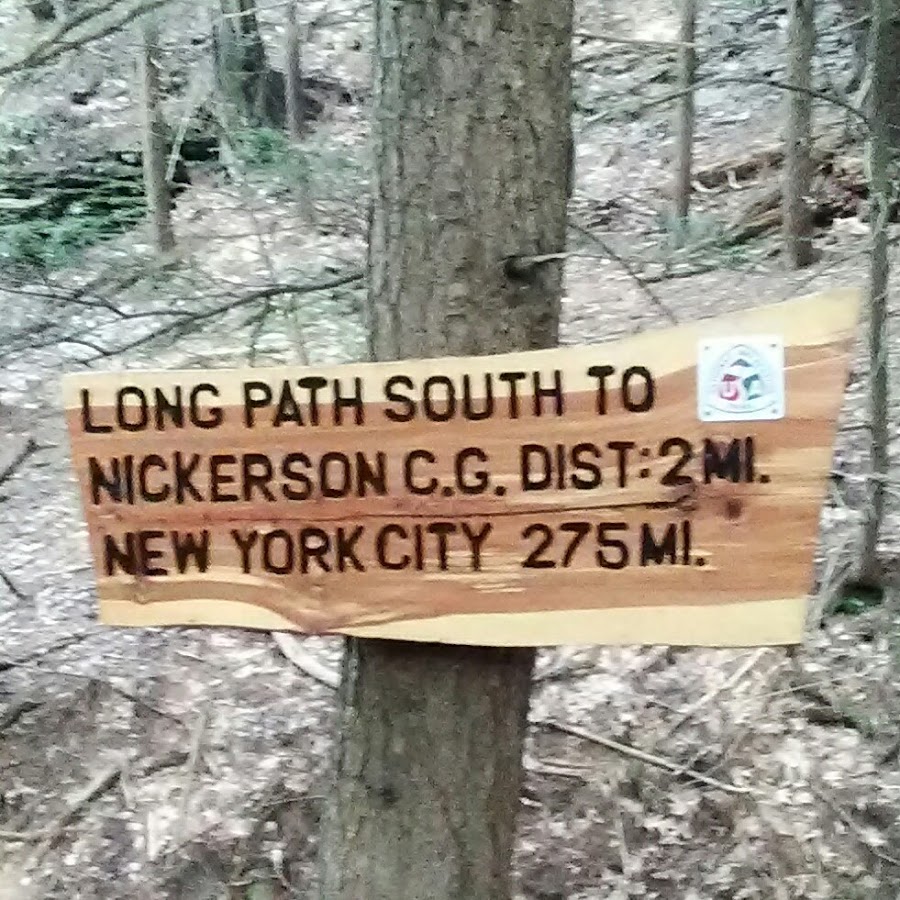 LONG PATH SOUTH TO
NICKERSON C.G. DIST: 2 MI.
NEW YORK CITY 275 MI.